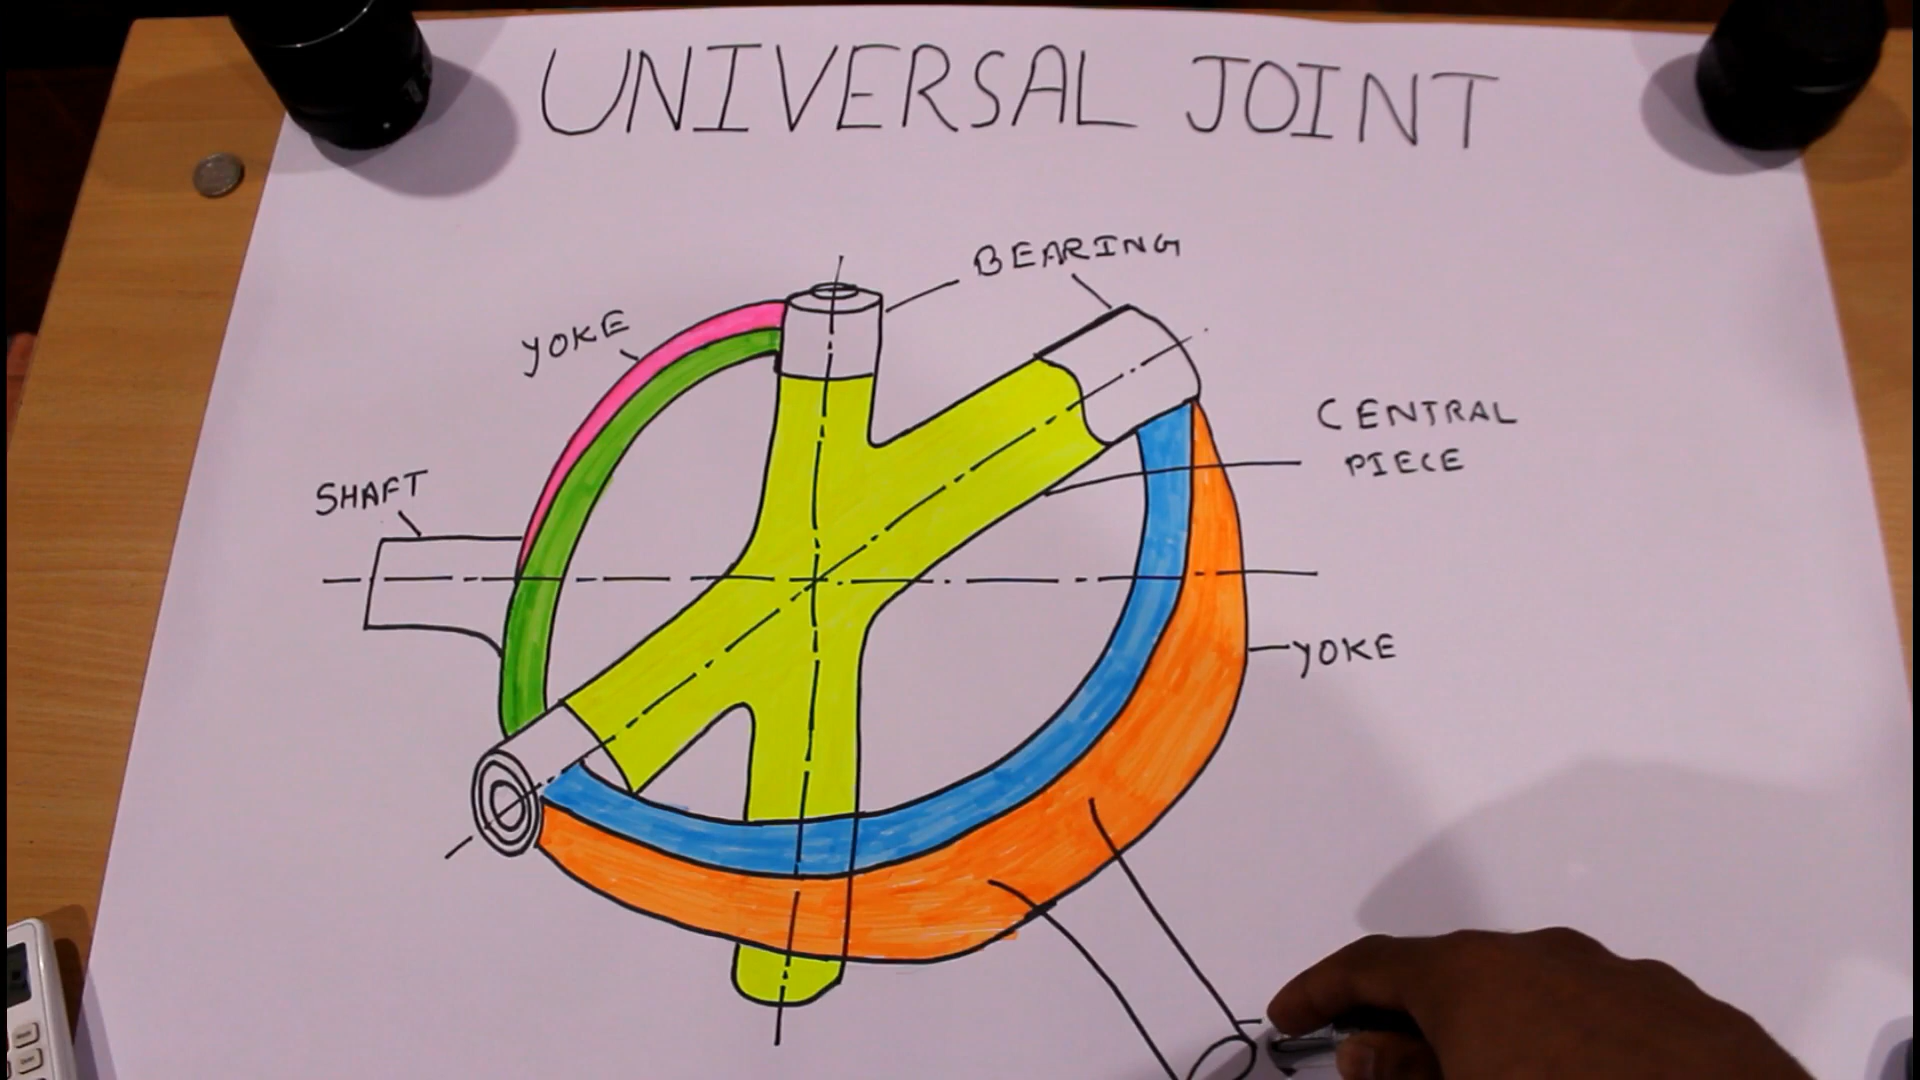 UNIVERSAL JOINT
BEARING
YOKE
CENTRAL
PIECE
SHAFT
YOKE